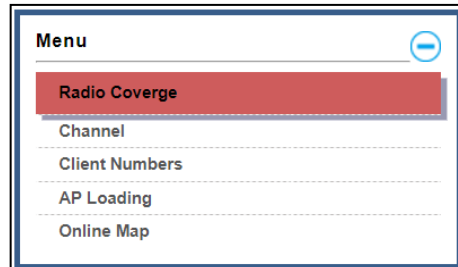 Menu
Radio Coverge
Channel
Client Numbers
AP Loading
Online Map